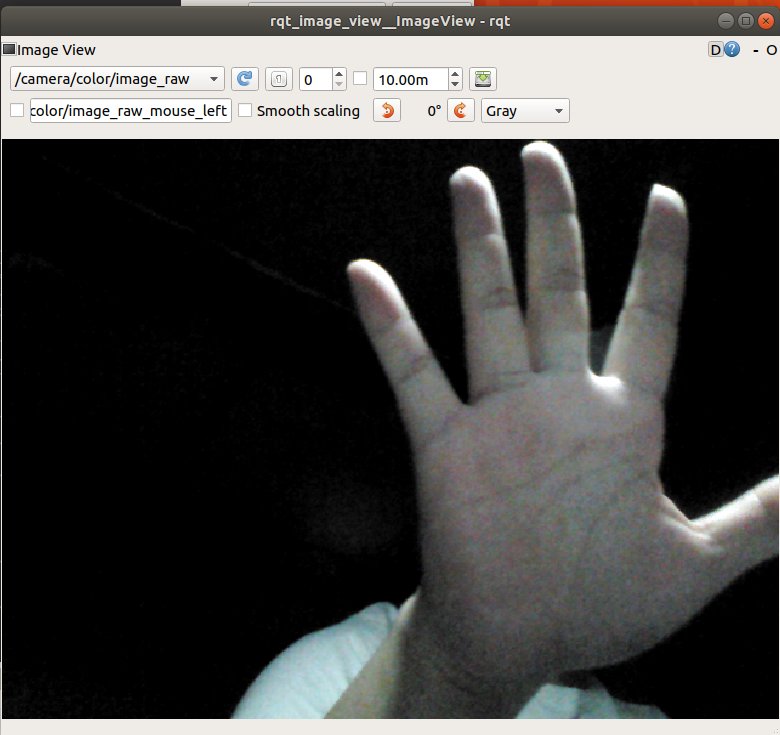 rqt_image_view__ImageView - rqt
Image View D ? - O
/camera/color/image_raw 0 10.00m
color/image_raw_mouse_left Smooth scaling 0° Gray